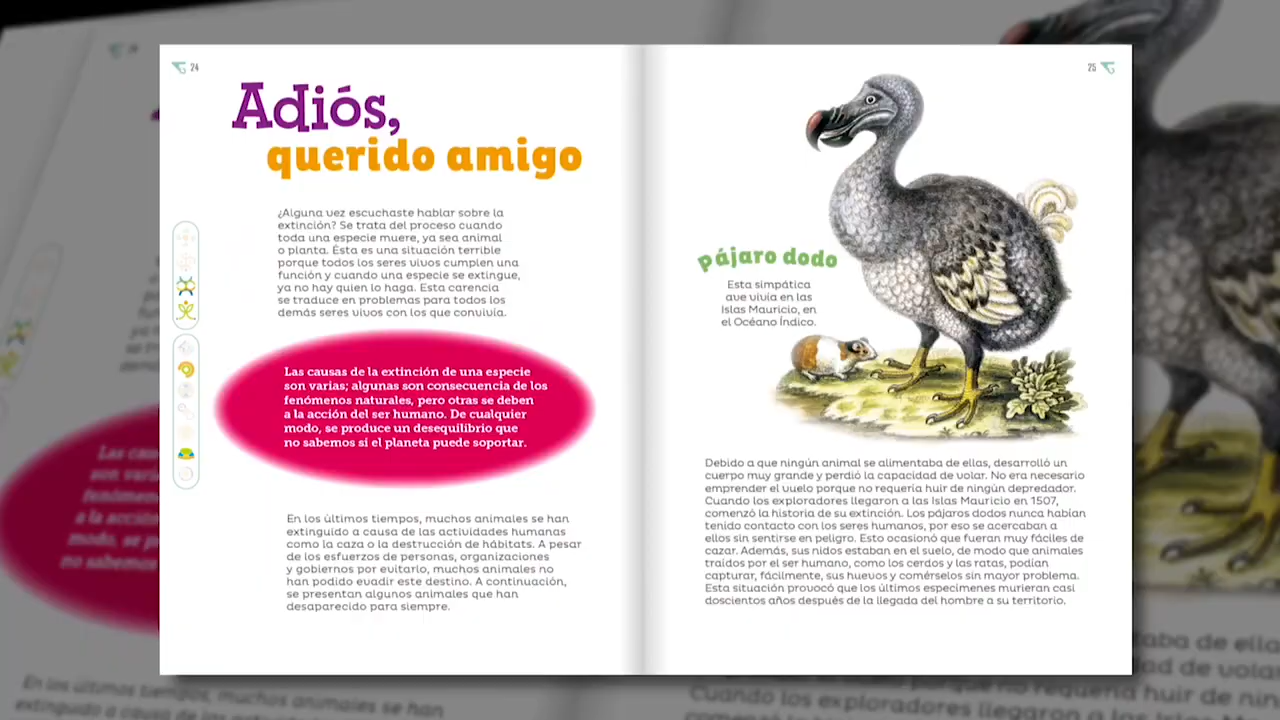 24
Adiós,
querido amigo
¿Alguna vez escuchaste hablar sobre la
extinción? Se trata del proceso cuando
toda una especie muere, ya sea animal
o planta. Ésta es una situación terrible
porque todos los seres vivos cumplen una
función y cuando una especie se extingue,
ya no hay quien lo haga. Esta carencia
se traduce en problemas para todos los
demás seres vivos con los que convivía.
Las causas de la extinción de una especie
son varias; algunas son consecuencia de los
fenómenos naturales, pero otras se deben
a la acción del ser humano. De cualquier
modo, se produce un desequilibrio que
no sabemos si el planeta puede soportar.
En los últimos tiempos, muchos animales se han
extinguido a causa de las actividades humanas
como la caza o la destrucción de hábitats. A pesar
de los esfuerzos de personas, organizaciones
y gobiernos por evitarlo, muchos animales no
han podido evadir este destino. A continuación,
se presentan algunos animales que han
desaparecido para siempre.
25
pájaro dodo
Esta simpática
ave vivía en las
Islas Mauricio, en
el Océano Índico.
Debido a que ningún animal se alimentaba de ellas, desarrolló un
cuerpo muy grande y perdió la capacidad de volar. No era necesario
emprender el vuelo porque no requería huir de ningún depredador.
Cuando los exploradores llegaron a las Islas Mauricio en 1507,
comenzó la historia de su extinción. Los pájaros dodos nunca habían
tenido contacto con los seres humanos, por eso se acercaban a
ellos sin sentirse en peligro. Esto ocasionó que fueran muy fáciles de
cazar. Además, sus nidos estaban en el suelo, de modo que animales
traídos por el ser humano, como los cerdos y las ratas, podían
capturar, fácilmente, sus huevos y comérselos sin mayor problema.
Esta situación provocó que los últimos especímenes murieran casi
doscientos años después de la llegada del hombre a su territorio.